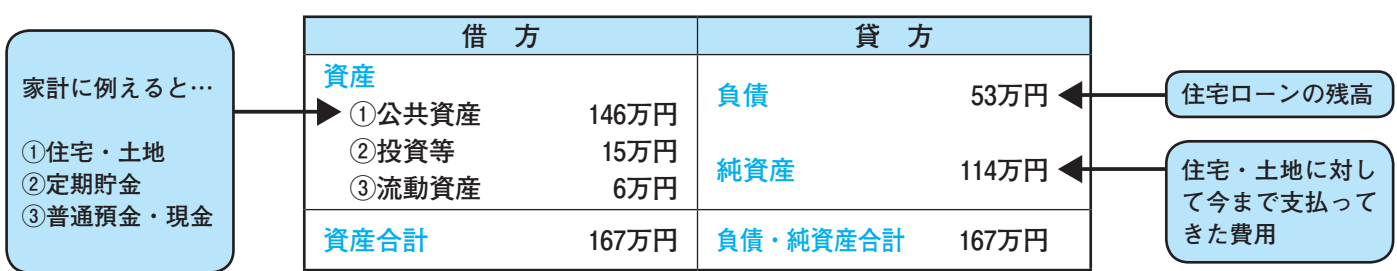 家計に例えると…
①住宅・土地
②定期貯金
③普通預金・現金
借　方
貸　方
資産
①公共資産　146万円
②投資等　15万円
③流動資産　6万円
資産合計　167万円
負債　53万円
純資産　114万円
負債・純資産合計　167万円
住宅ローンの残高
住宅・土地に対し
て今まで支払って
きた費用